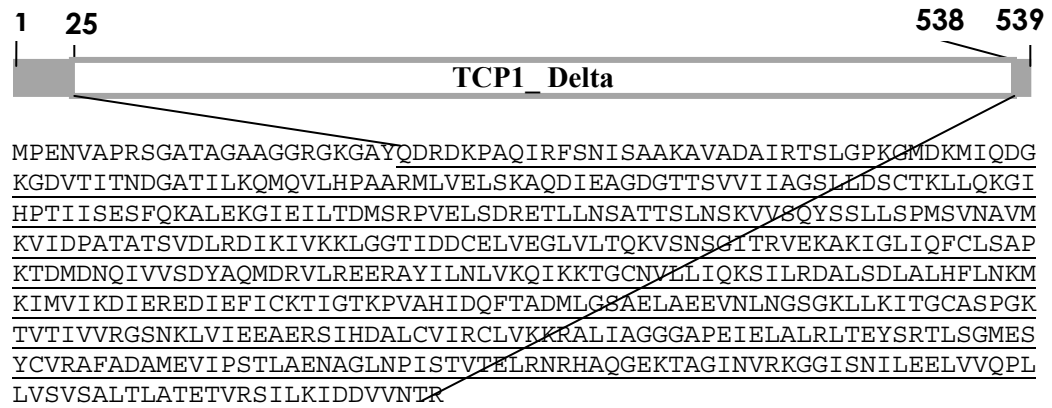 1 25 538 539
TCP1_ Delta
MPENVAPRSGATAGAAGGRGKGAYQDRDKPAQIRFSNISAAKAVADAIRTSLGPKGMDKMIQDG
KGDVTITNDGATILKQMQVLHPAARMLVELSKAQDIEAGDGTTSVVIIAGSLLDSCTKLLQKGI
HPTIISESFQKALEKGIEILTDMSRPVELSDRETLLNSATTSLNSKVVSQYSSLLSPMSVNAVM
KVIDPATATSVDLRDIKIVKKLGGTIDDCELVEGLVLTQKVSNSGITRVEKAKIGLIQFCLSAP
KTDMDNQIVVSDYAQMDRVLREERAYILNLVKQIKKTGCNVLLIQKSILRDALSDLALHFLNKM
KIMVIKDIEREDIEFICKTIGTKPVAHIDQFTADMLGSAELAEEVNLNGSGKLLKITGCASPGK
TVTIVVRGSNKLVIEEAERSIHDALCVIRCLVKKRALIAGGGAPEIELALRLTEYSRTLSGMES
YCVRAFADAMEVIPSTLAENAGLNPISTVTELRNRHAQGEKTAGINVRKGGISNILEELVVQPL
LVSVSALTLATETVRSILKIDDVVNTR